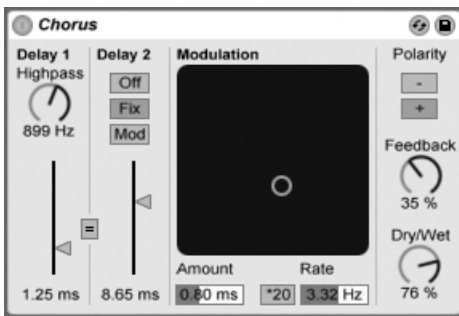 Chorus
Delay 1
Highpass
899 Hz
1.25 ms
=
Delay 2
Off
Fix
Mod
8.65 ms
Modulation
Amount
Rate
0.80 ms
*20
3.32 Hz
Polarity
-
+
Feedback
35 %
Dry/Wet
76 %